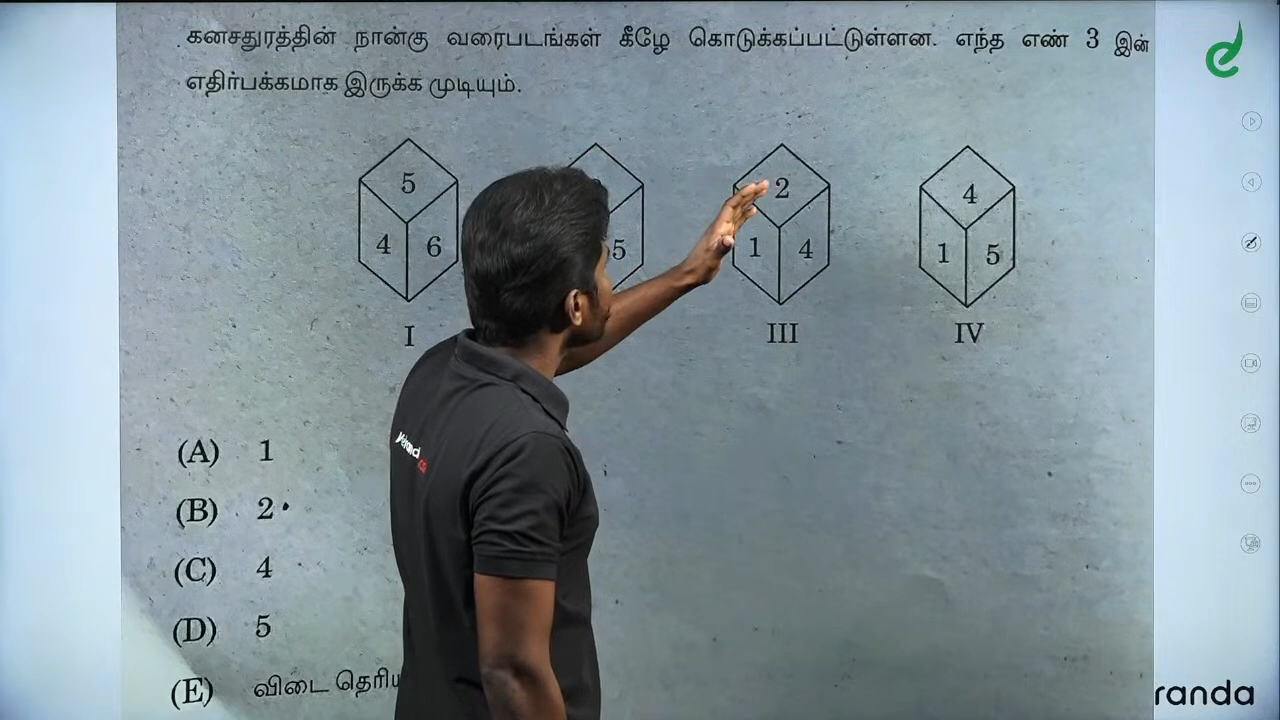 கனசதுரத்தின் நான்கு வரைபடங்கள் கீழே கொடுக்கப்பட்டுள்ளன. எந்த எண் 3 இன்
எதிர்பக்கமாக இருக்க முடியும்.
5 2 4
4 6 5 1 4 1 5
I III IV
(A) 1
(B) 2
(C) 4
(D) 5
(E) விடை
randa